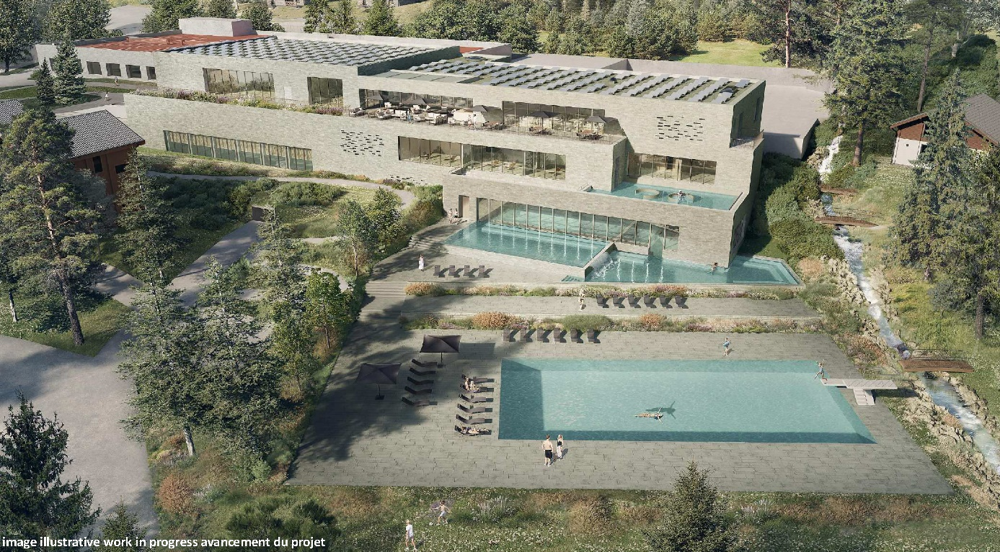 image illustrative work in progress avancement du projet